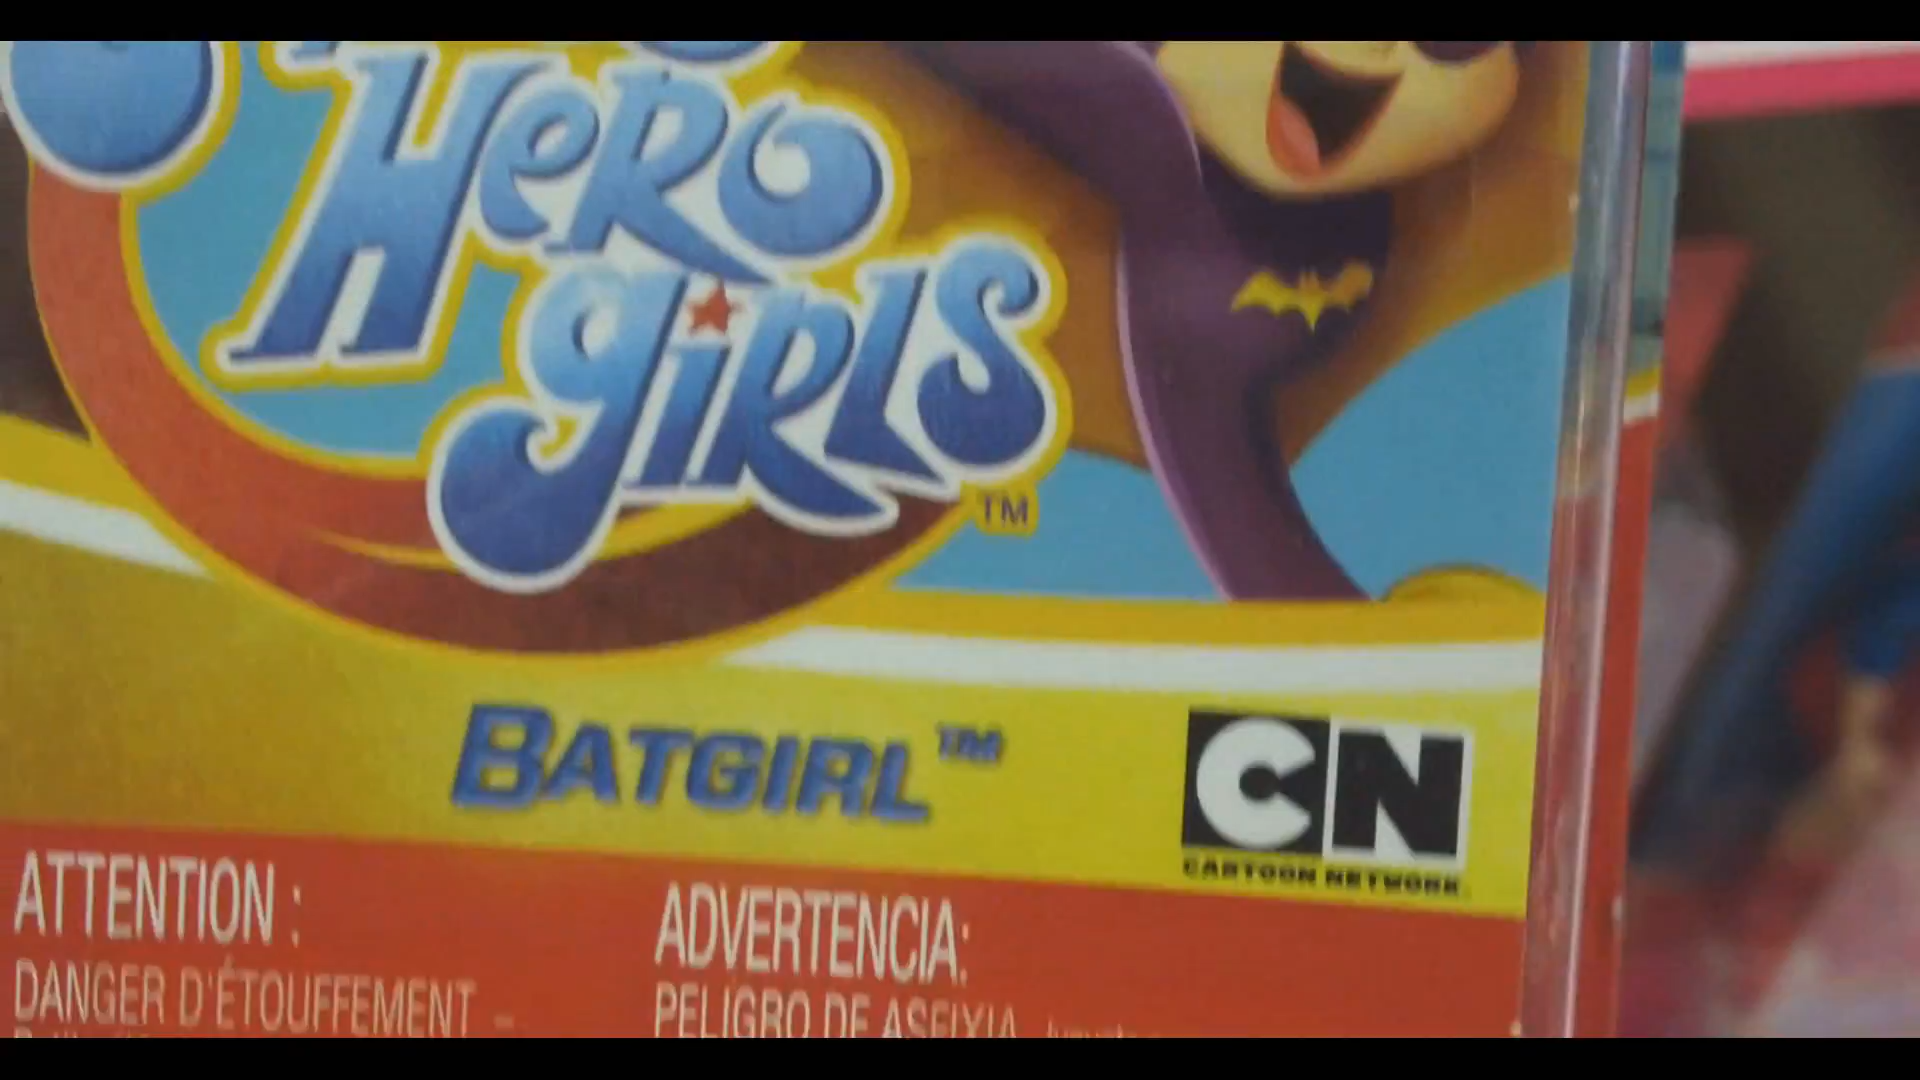 HeRO
giRLS
TM
BATGIRL™
CN
CARTOON NETWORK
ATTENTION :
DANGER D'ÉTOUFFEMENT –
ADVERTENCIA:
PELIGRO DE ASFIXIA